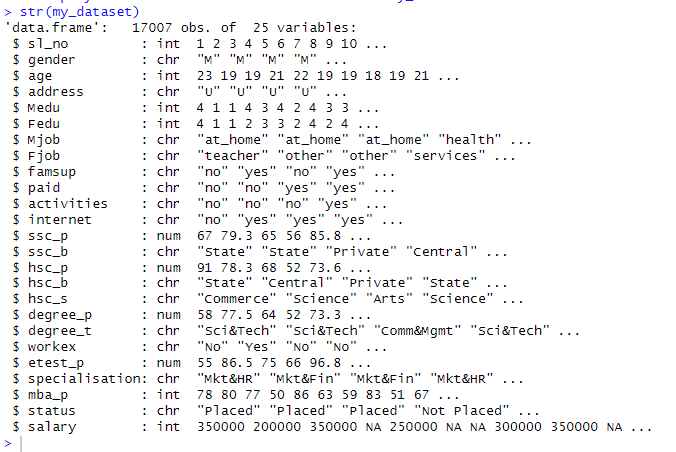 > str(my_dataset)
'data.frame':   17007 obs. of  25 variables:
 $ sl_no         : int  1 2 3 4 5 6 7 8 9 10 ...
 $ gender        : chr  "M" "M" "M" "M" ...
 $ age           : int  23 19 19 21 22 19 19 18 19 21 ...
 $ address       : chr  "U" "U" "U" "U" ...
 $ Medu          : int  4 1 1 4 3 4 2 4 3 3 ...
 $ Fedu          : int  4 1 1 2 3 3 2 4 2 4 ...
 $ Mjob          : chr  "at_home" "at_home" "at_home" "health" ...
 $ Fjob          : chr  "teacher" "other" "other" "services" ...
 $ famsup        : chr  "no" "yes" "no" "yes" ...
 $ paid          : chr  "no" "no" "yes" "yes" ...
 $ activities    : chr  "no" "no" "no" "yes" ...
 $ internet      : chr  "no" "yes" "yes" "yes" ...
 $ ssc_p         : num  67 79.3 65 56 85.8 ...
 $ ssc_b         : chr  "State" "State" "Private" "Central" ...
 $ hsc_p         : num  91 78.3 68 52 73.6 ...
 $ hsc_b         : chr  "State" "Central" "Private" "State" ...
 $ hsc_s         : chr  "Commerce" "Science" "Arts" "Science" ...
 $ degree_p      : num  58 77.5 64 52 73.3 ...
 $ degree_t      : chr  "Sci&Tech" "Sci&Tech" "Comm&Mgmt" "Sci&Tech" ...
 $ workex        : chr  "No" "Yes" "No" "No" ...
 $ etest_p       : num  55 86.5 75 66 96.8 ...
 $ specialisation: chr  "Mkt&HR" "Mkt&Fin" "Mkt&Fin" "Mkt&HR" ...
 $ mba_p         : int  78 80 77 50 86 63 59 83 51 67 ...
 $ status        : chr  "Placed" "Placed" "Placed" "Not Placed" ...
 $ salary        : int  350000 200000 350000 NA 250000 NA NA 300000 350000 NA ...
>